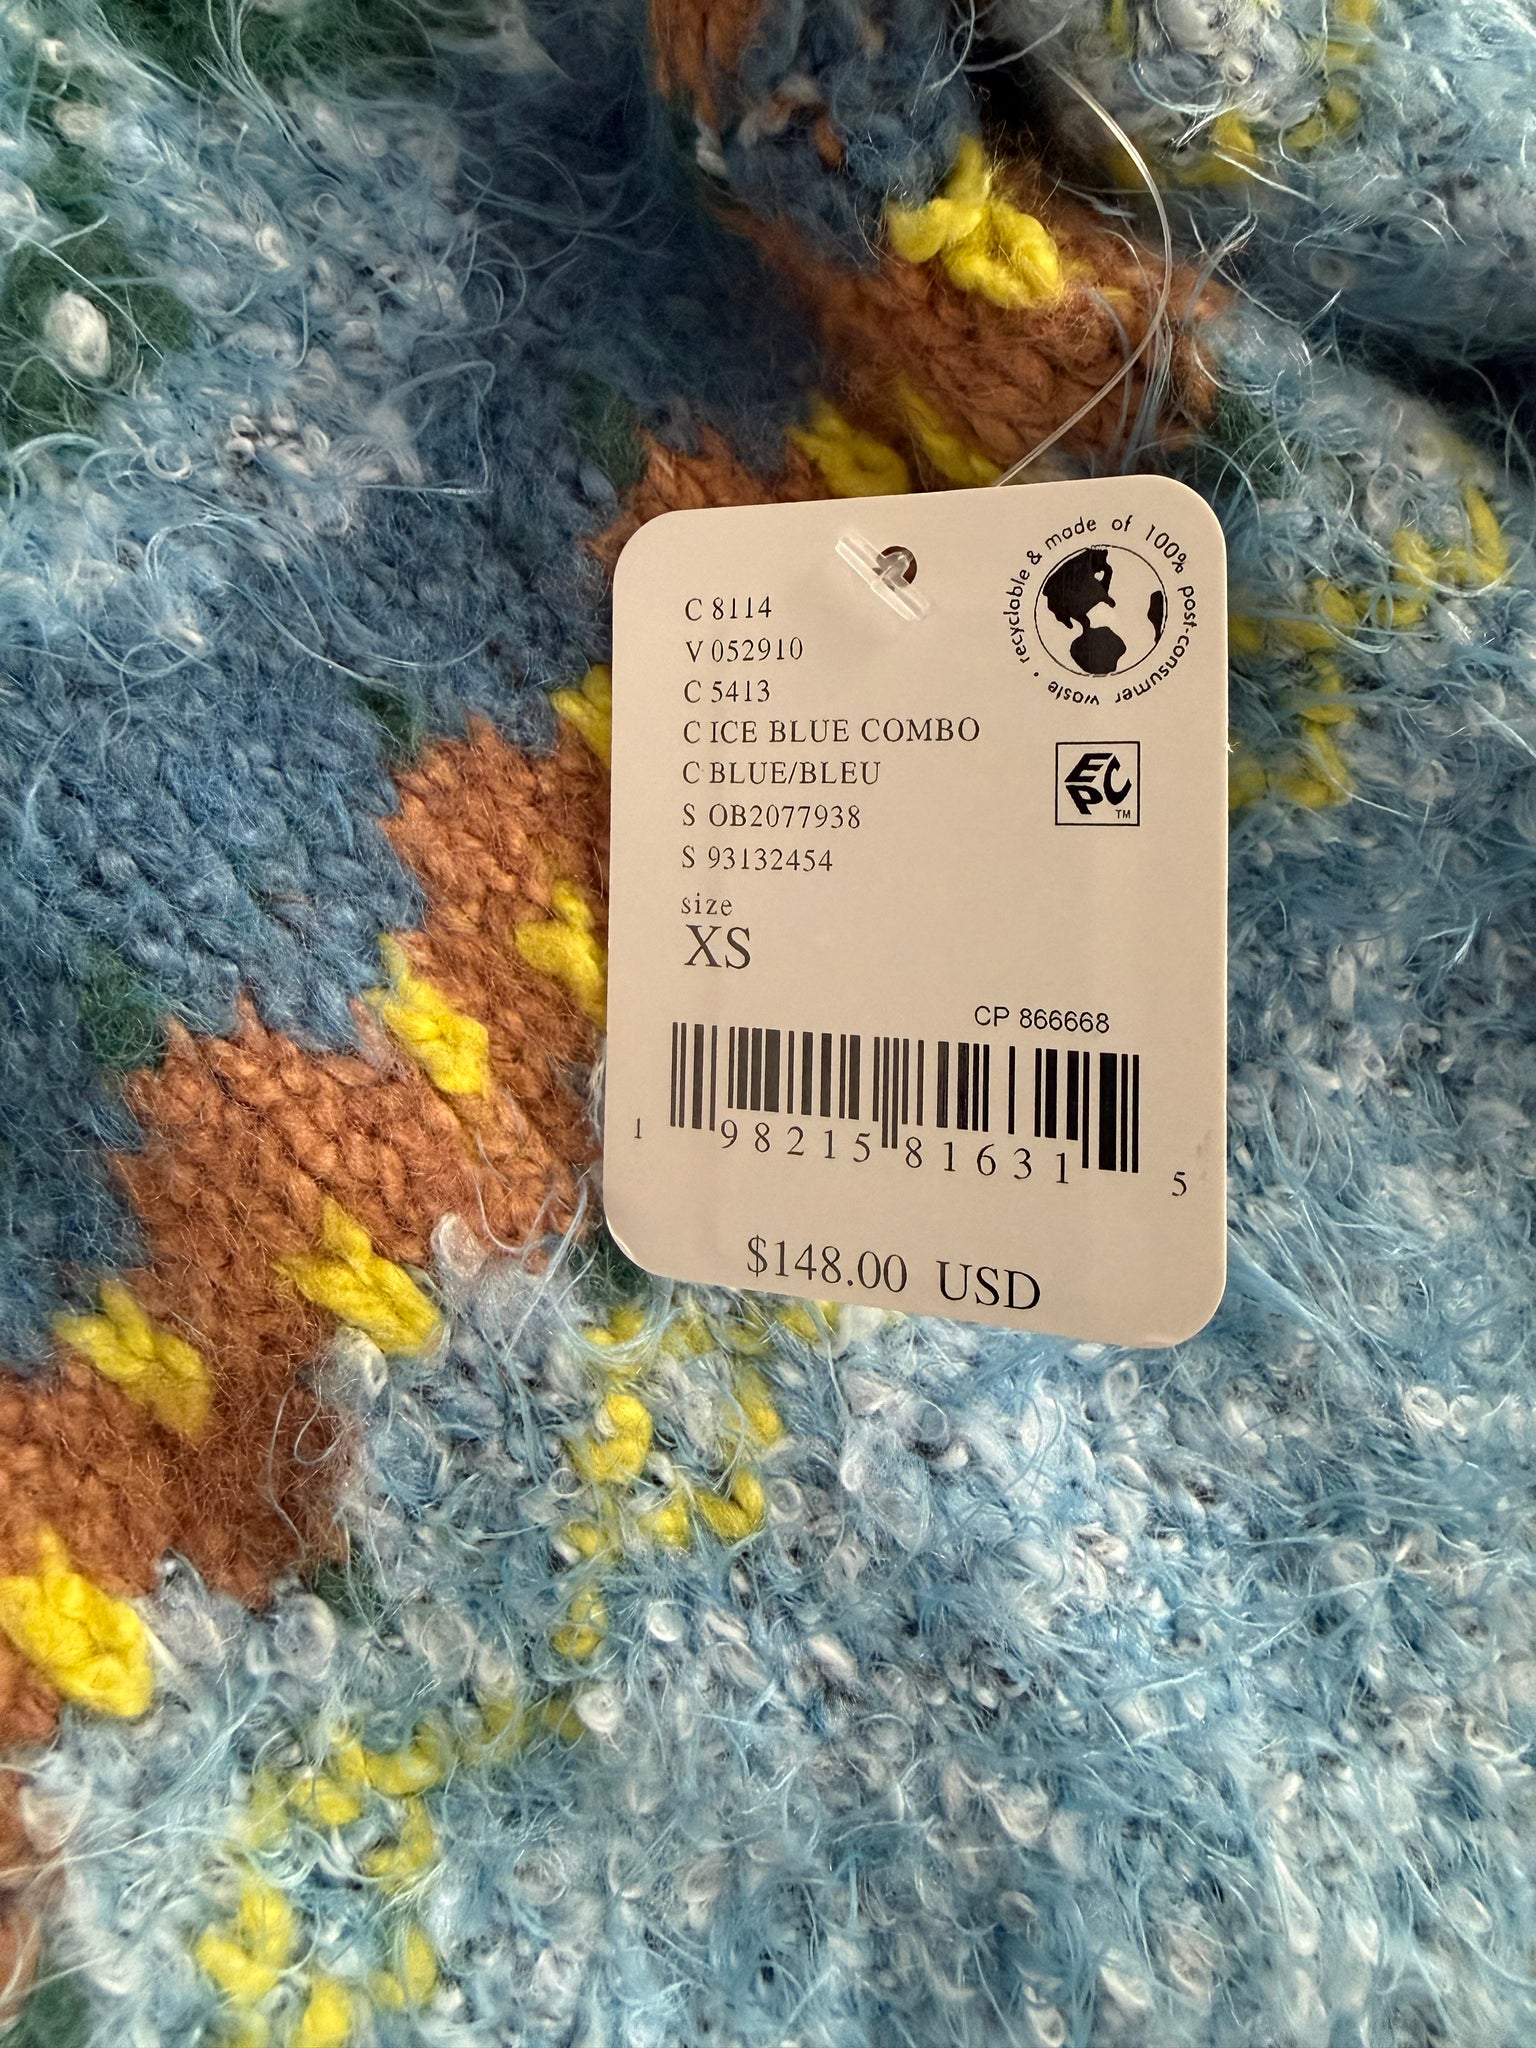 recyclable & made of 100% post-consumer waste •
C 8114
V 052910
C 5413
C ICE BLUE COMBO
C BLUE/BLEU
S OB2077938
S 93132454
EPC TM
size
XS
CP 866668
1 98215 81631 5
$148.00 USD